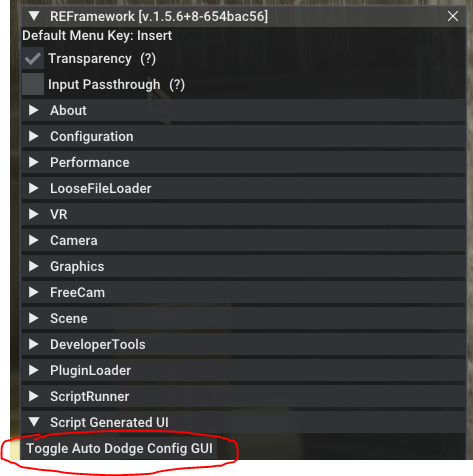 REFramework [v.1.5.6+8-654bac56]
Default Menu Key: Insert
Transparency (?)
Input Passthrough (?)
About
Configuration
Performance
LooseFileLoader
VR
Camera
Graphics
FreeCam
Scene
DeveloperTools
PluginLoader
ScriptRunner
Script Generated UI
Toggle Auto Dodge Config GUI